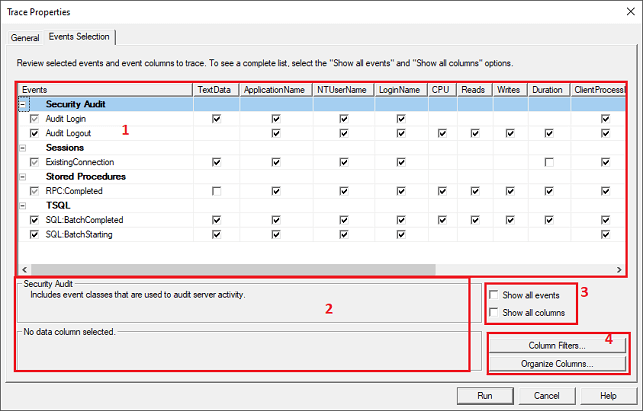 Trace Properties
General Events Selection
Review selected events and event columns to trace. To see a complete list, select the "Show all events" and "Show all columns" options.
Events TextData ApplicationName NTUserName LoginName CPU Reads Writes Duration ClientProcessI
Security Audit
Audit Login
Audit Logout
1
Sessions
ExistingConnection
Stored Procedures
RPC:Completed
TSQL
SQL:BatchCompleted
SQL:BatchStarting
Security Audit
Includes event classes that are used to audit server activity.
2
No data column selected.
Show all events
3
Show all columns
4
Column Filters...
Organize Columns...
Run Cancel Help